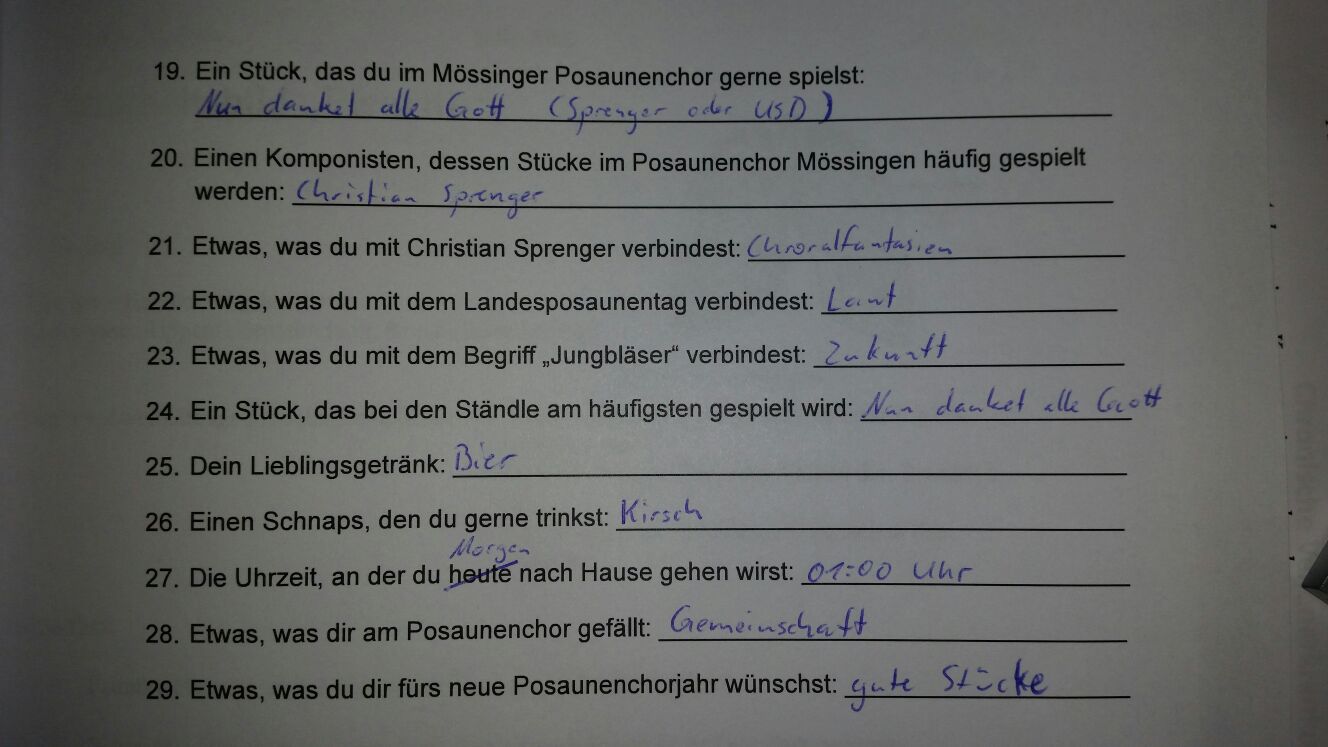 19. Ein Stück, das du im Mössinger Posaunenchor gerne spielst:
Nun danket alle Gott (Sprenger oder USD)
20. Einen Komponisten, dessen Stücke im Posaunenchor Mössingen häufig gespielt
werden: Christian Sprenger
21. Etwas, was du mit Christian Sprenger verbindest: Chroralfantasien
22. Etwas, was du mit dem Landesposaunentag verbindest: Laut
23. Etwas, was du mit dem Begriff „Jungbläser“ verbindest: Zukunft
24. Ein Stück, das bei den Ständle am häufigsten gespielt wird: Nun danket alle Gott
25. Dein Lieblingsgetränk: Bier
26. Einen Schnaps, den du gerne trinkst: Kirsch
Morgen
27. Die Uhrzeit, an der du heute nach Hause gehen wirst: 01:00 Uhr
28. Etwas, was dir am Posaunenchor gefällt: Gemeinschaft
29. Etwas, was du dir fürs neue Posaunenchorjahr wünschst: gute Stücke